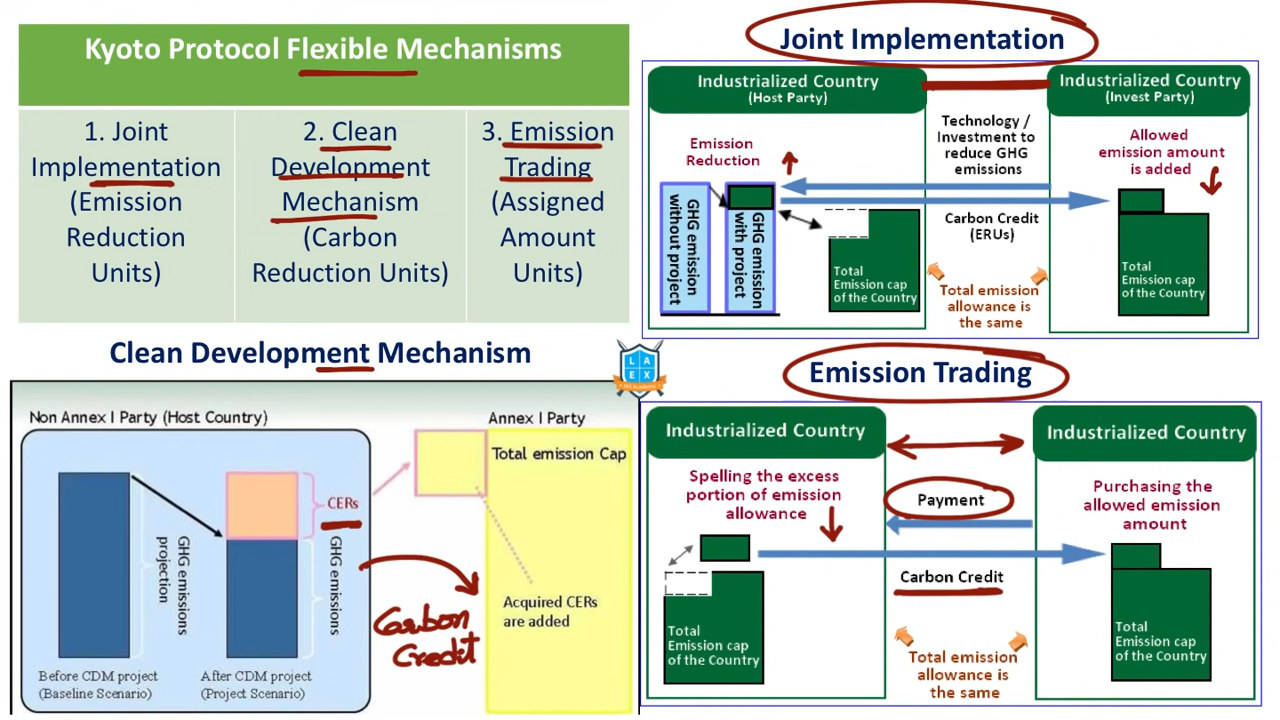 Kyoto Protocol Flexible Mechanisms
1. Joint
Implementation
(Emission
Reduction
Units)
2. Clean
Development
Mechanism
(Carbon
Reduction Units)
3. Emission
Trading
(Assigned
Amount
Units)
Joint Implementation
Industrialized Country
(Host Party)
Industrialized Country
(Invest Party)
Emission
Reduction
GHG emission
without project
GHG emission
with project
Total
Emission cap
of the Country
Technology /
Investment to
reduce GHG
emissions
Carbon Credit
(ERUs)
Total emission
allowance is
the same
Allowed
emission amount
is added
Total
Emission cap
of the Country
Clean Development Mechanism
Non Annex I Party (Host Country)
Annex I Party
Total emission Cap
CERs
GHG emissions
projection
GHG emissions
Before CDM project
(Baseline Scenario)
After CDM project
(Project Scenario)
Carbon
Credit
Acquired CERs
are added
L A
E X
MS Academy
Emission Trading
Industrialized Country
Industrialized Country
Spelling the excess
portion of emission
allowance
Total
Emission cap
of the Country
Payment
Carbon Credit
Total emission
allowance is
the same
Purchasing the
allowed emission
amount
Total
Emission cap
of the Country